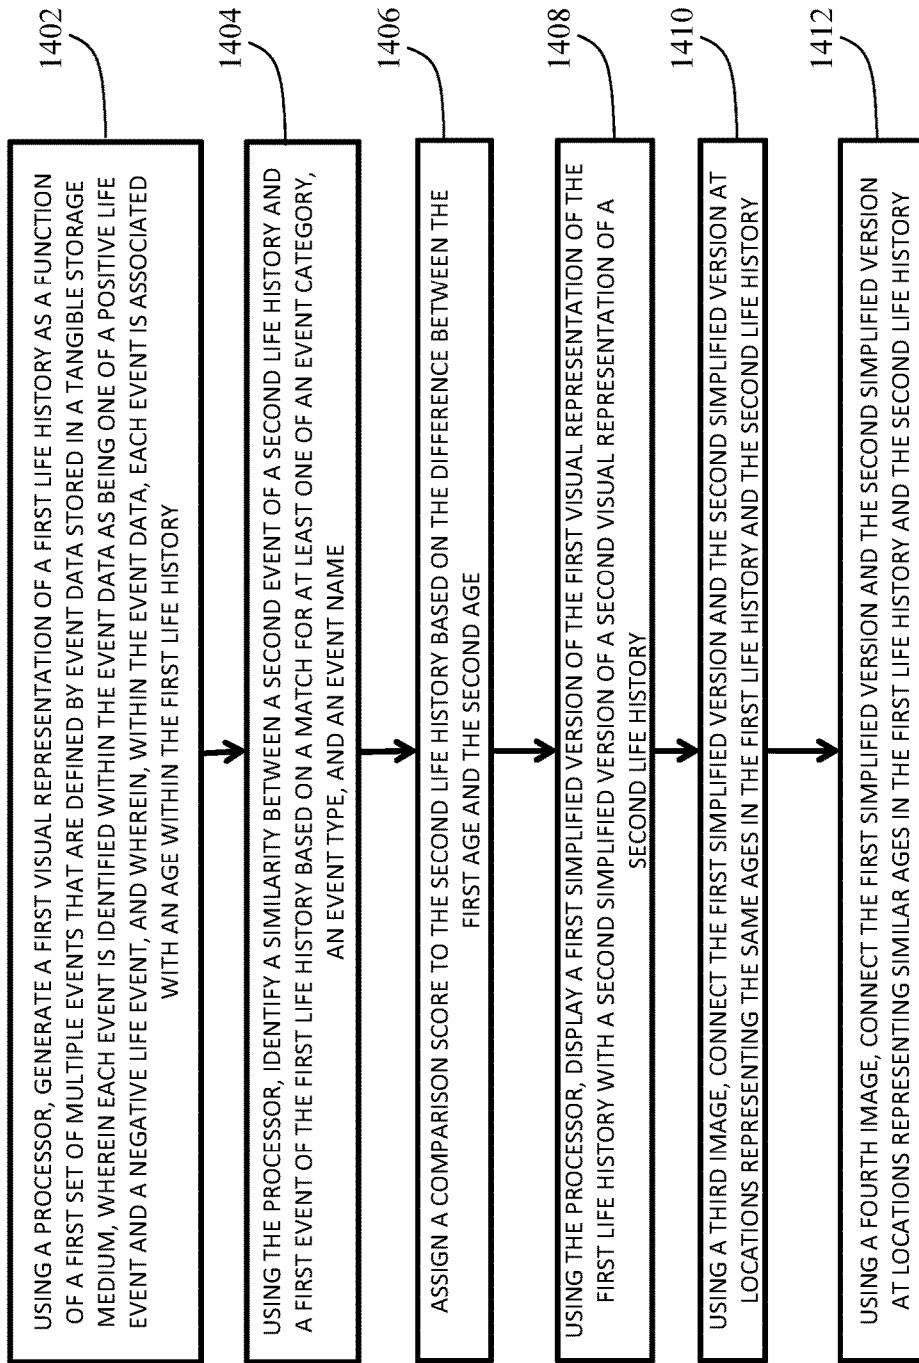 1402
USING A PROCESSOR, GENERATE A FIRST VISUAL REPRESENTATION OF A FIRST LIFE HISTORY AS A FUNCTION
OF A FIRST SET OF MULTIPLE EVENTS THAT ARE DEFINED BY EVENT DATA STORED IN A TANGIBLE STORAGE
MEDIUM, WHEREIN EACH EVENT IS IDENTIFIED WITHIN THE EVENT DATA AS BEING ONE OF A POSITIVE LIFE
EVENT AND A NEGATIVE LIFE EVENT, AND WHEREIN, WITHIN THE EVENT DATA, EACH EVENT IS ASSOCIATED
WITH AN AGE WITHIN THE FIRST LIFE HISTORY
1404
USING THE PROCESSOR, IDENTIFY A SIMILARITY BETWEEN A SECOND EVENT OF A SECOND LIFE HISTORY AND
A FIRST EVENT OF THE FIRST LIFE HISTORY BASED ON A MATCH FOR AT LEAST ONE OF AN EVENT CATEGORY,
AN EVENT TYPE, AND AN EVENT NAME
1406
ASSIGN A COMPARISON SCORE TO THE SECOND LIFE HISTORY BASED ON THE DIFFERENCE BETWEEN THE
FIRST AGE AND THE SECOND AGE
1408
USING THE PROCESSOR, DISPLAY A FIRST SIMPLIFIED VERSION OF THE FIRST VISUAL REPRESENTATION OF THE
FIRST LIFE HISTORY WITH A SECOND SIMPLIFIED VERSION OF A SECOND VISUAL REPRESENTATION OF A
SECOND LIFE HISTORY
1410
USING A THIRD IMAGE, CONNECT THE FIRST SIMPLIFIED VERSION AND THE SECOND SIMPLIFIED VERSION AT
LOCATIONS REPRESENTING THE SAME AGES IN THE FIRST LIFE HISTORY AND THE SECOND LIFE HISTORY
1412
USING A FOURTH IMAGE, CONNECT THE FIRST SIMPLIFIED VERSION AND THE SECOND SIMPLIFIED VERSION
AT LOCATIONS REPRESENTING SIMILAR AGES IN THE FIRST LIFE HISTORY AND THE SECOND LIFE HISTORY